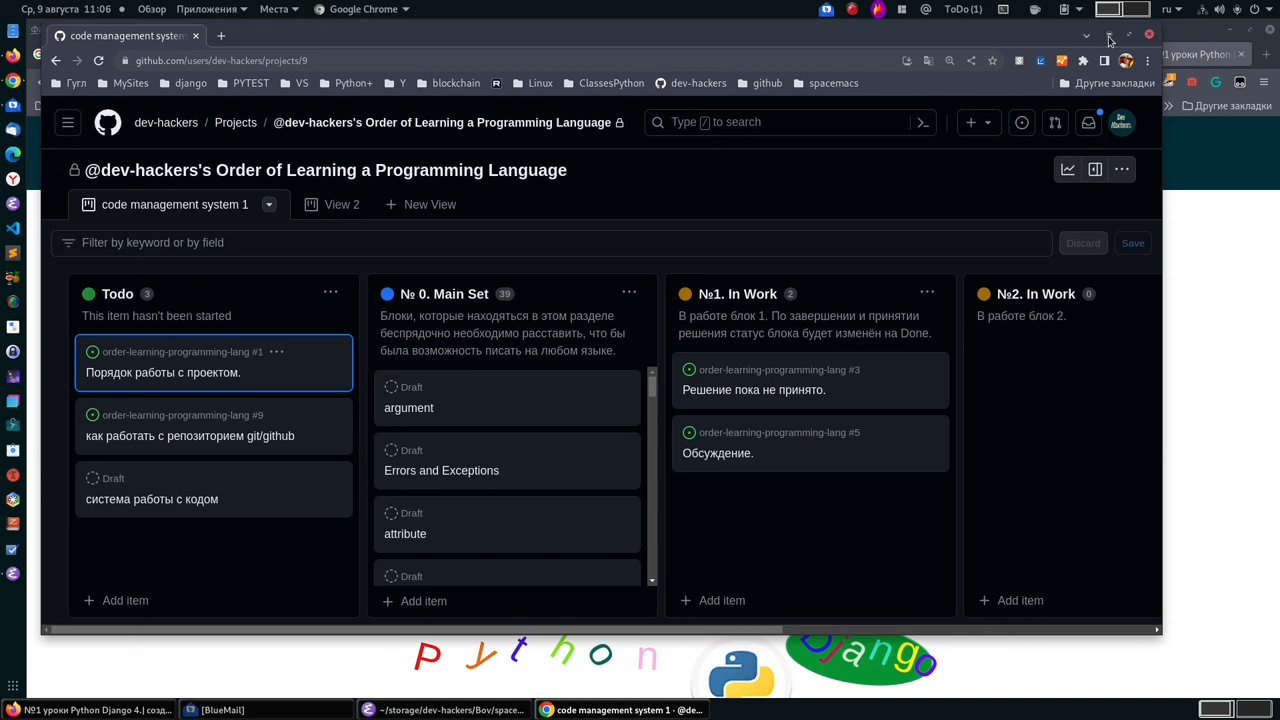 Ср, 9 августа 11:06 Обзор Приложения Места Google Chrome
ToDo(1) ru
code management system
№1 уроки Python
github.com/users/dev-hackers/projects/9
Гугл MySites django PYTEST VS Python+ Y blockchain Linux ClassesPython dev-hackers github spacemacs Другие закладки
Другие закладки
dev-hackers / Projects / @dev-hackers's Order of Learning a Programming Language
Type / to search
Dev Hackers
@dev-hackers's Order of Learning a Programming Language
code management system 1
View 2
New View
Filter by keyword or by field
Discard
Save
Todo 3
This item hasn't been started
order-learning-programming-lang #1
Порядок работы с проектом.
order-learning-programming-lang #9
как работать с репозиторием git/github
Draft
система работы с кодом
Add item
№ 0. Main Set 39
Блоки, которые находяться в этом разделе
беспрядочно необходимо расставить, что бы
была возможность писать на любом языке.
Draft
argument
Draft
Errors and Exceptions
Draft
attribute
Draft
Add item
№1. In Work 2
В работе блок 1. По завершении и принятии
решения статус блока будет изменён на Done.
order-learning-programming-lang #3
Решение пока не принято.
order-learning-programming-lang #5
Обсуждение.
Add item
№2. In Work 0
В работе блок 2.
Add item
Python
Django
№1 уроки Python Django 4.| созд...
[BlueMail]
~/storage/dev-hackers/Bov/space...
code management system 1 · @de...